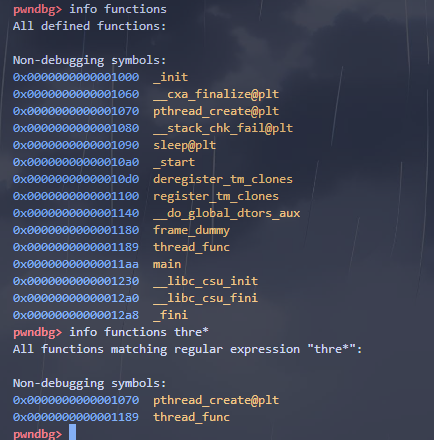 pwndbg> info functions
All defined functions:
Non-debugging symbols:
0x0000000000001000  _init
0x0000000000001060  __cxa_finalize@plt
0x0000000000001070  pthread_create@plt
0x0000000000001080  __stack_chk_fail@plt
0x0000000000001090  sleep@plt
0x00000000000010a0  _start
0x00000000000010d0  deregister_tm_clones
0x0000000000001100  register_tm_clones
0x0000000000001140  __do_global_dtors_aux
0x0000000000001180  frame_dummy
0x0000000000001189  thread_func
0x00000000000011aa  main
0x0000000000001230  __libc_csu_init
0x00000000000012a0  __libc_csu_fini
0x00000000000012a8  _fini
pwndbg> info functions thre*
All functions matching regular expression "thre*":
Non-debugging symbols:
0x0000000000001070  pthread_create@plt
0x0000000000001189  thread_func
pwndbg>